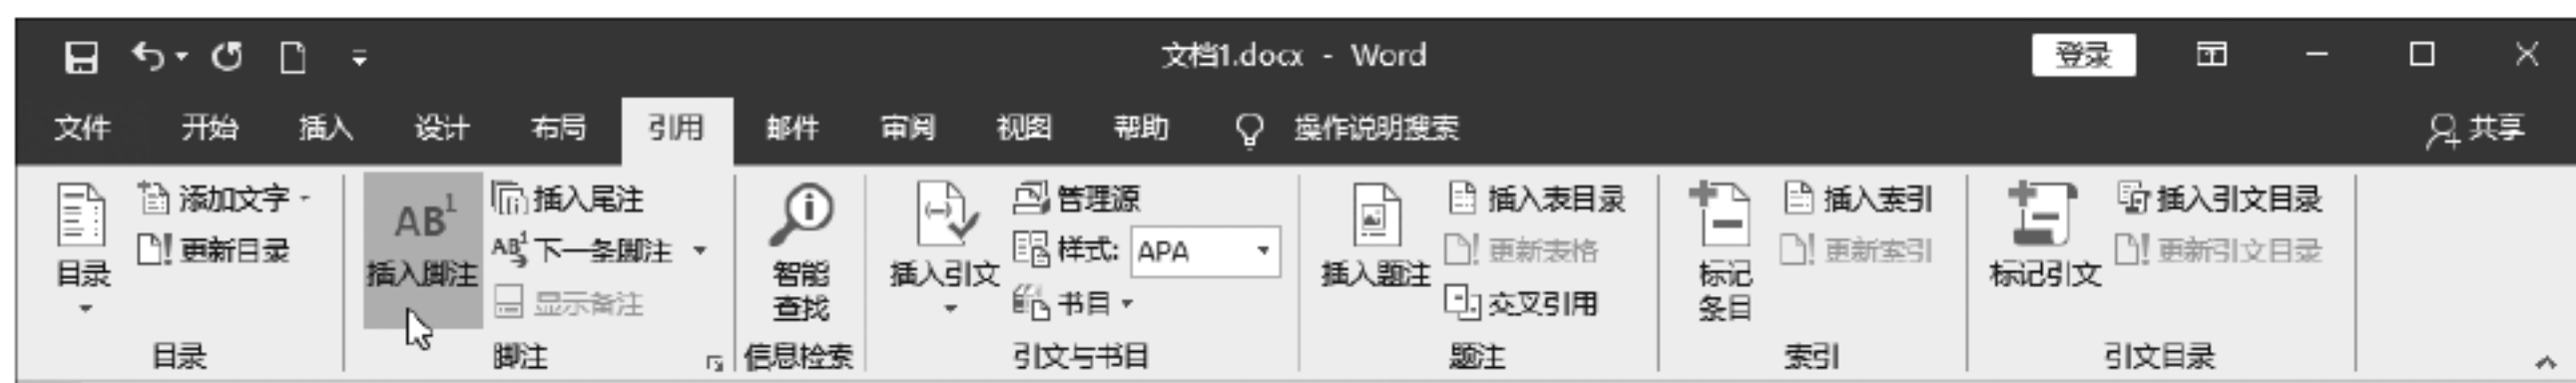 文档1.docx - Word 登录
文件 开始 插入 设计 布局 引用 邮件 审阅 视图 帮助 操作说明搜索 共享
目录
添加文字
更新目录
目录
AB1
插入脚注
插入尾注
AB1 下一条脚注
显示备注
脚注
智能
查找
信息检索
插入引文
管理源
样式: APA
书目
引文与书目
插入题注
插入表目录
更新表格
交叉引用
题注
标记
条目
插入索引
更新索引
索引
标记引文
插入引文目录
更新引文目录
引文目录